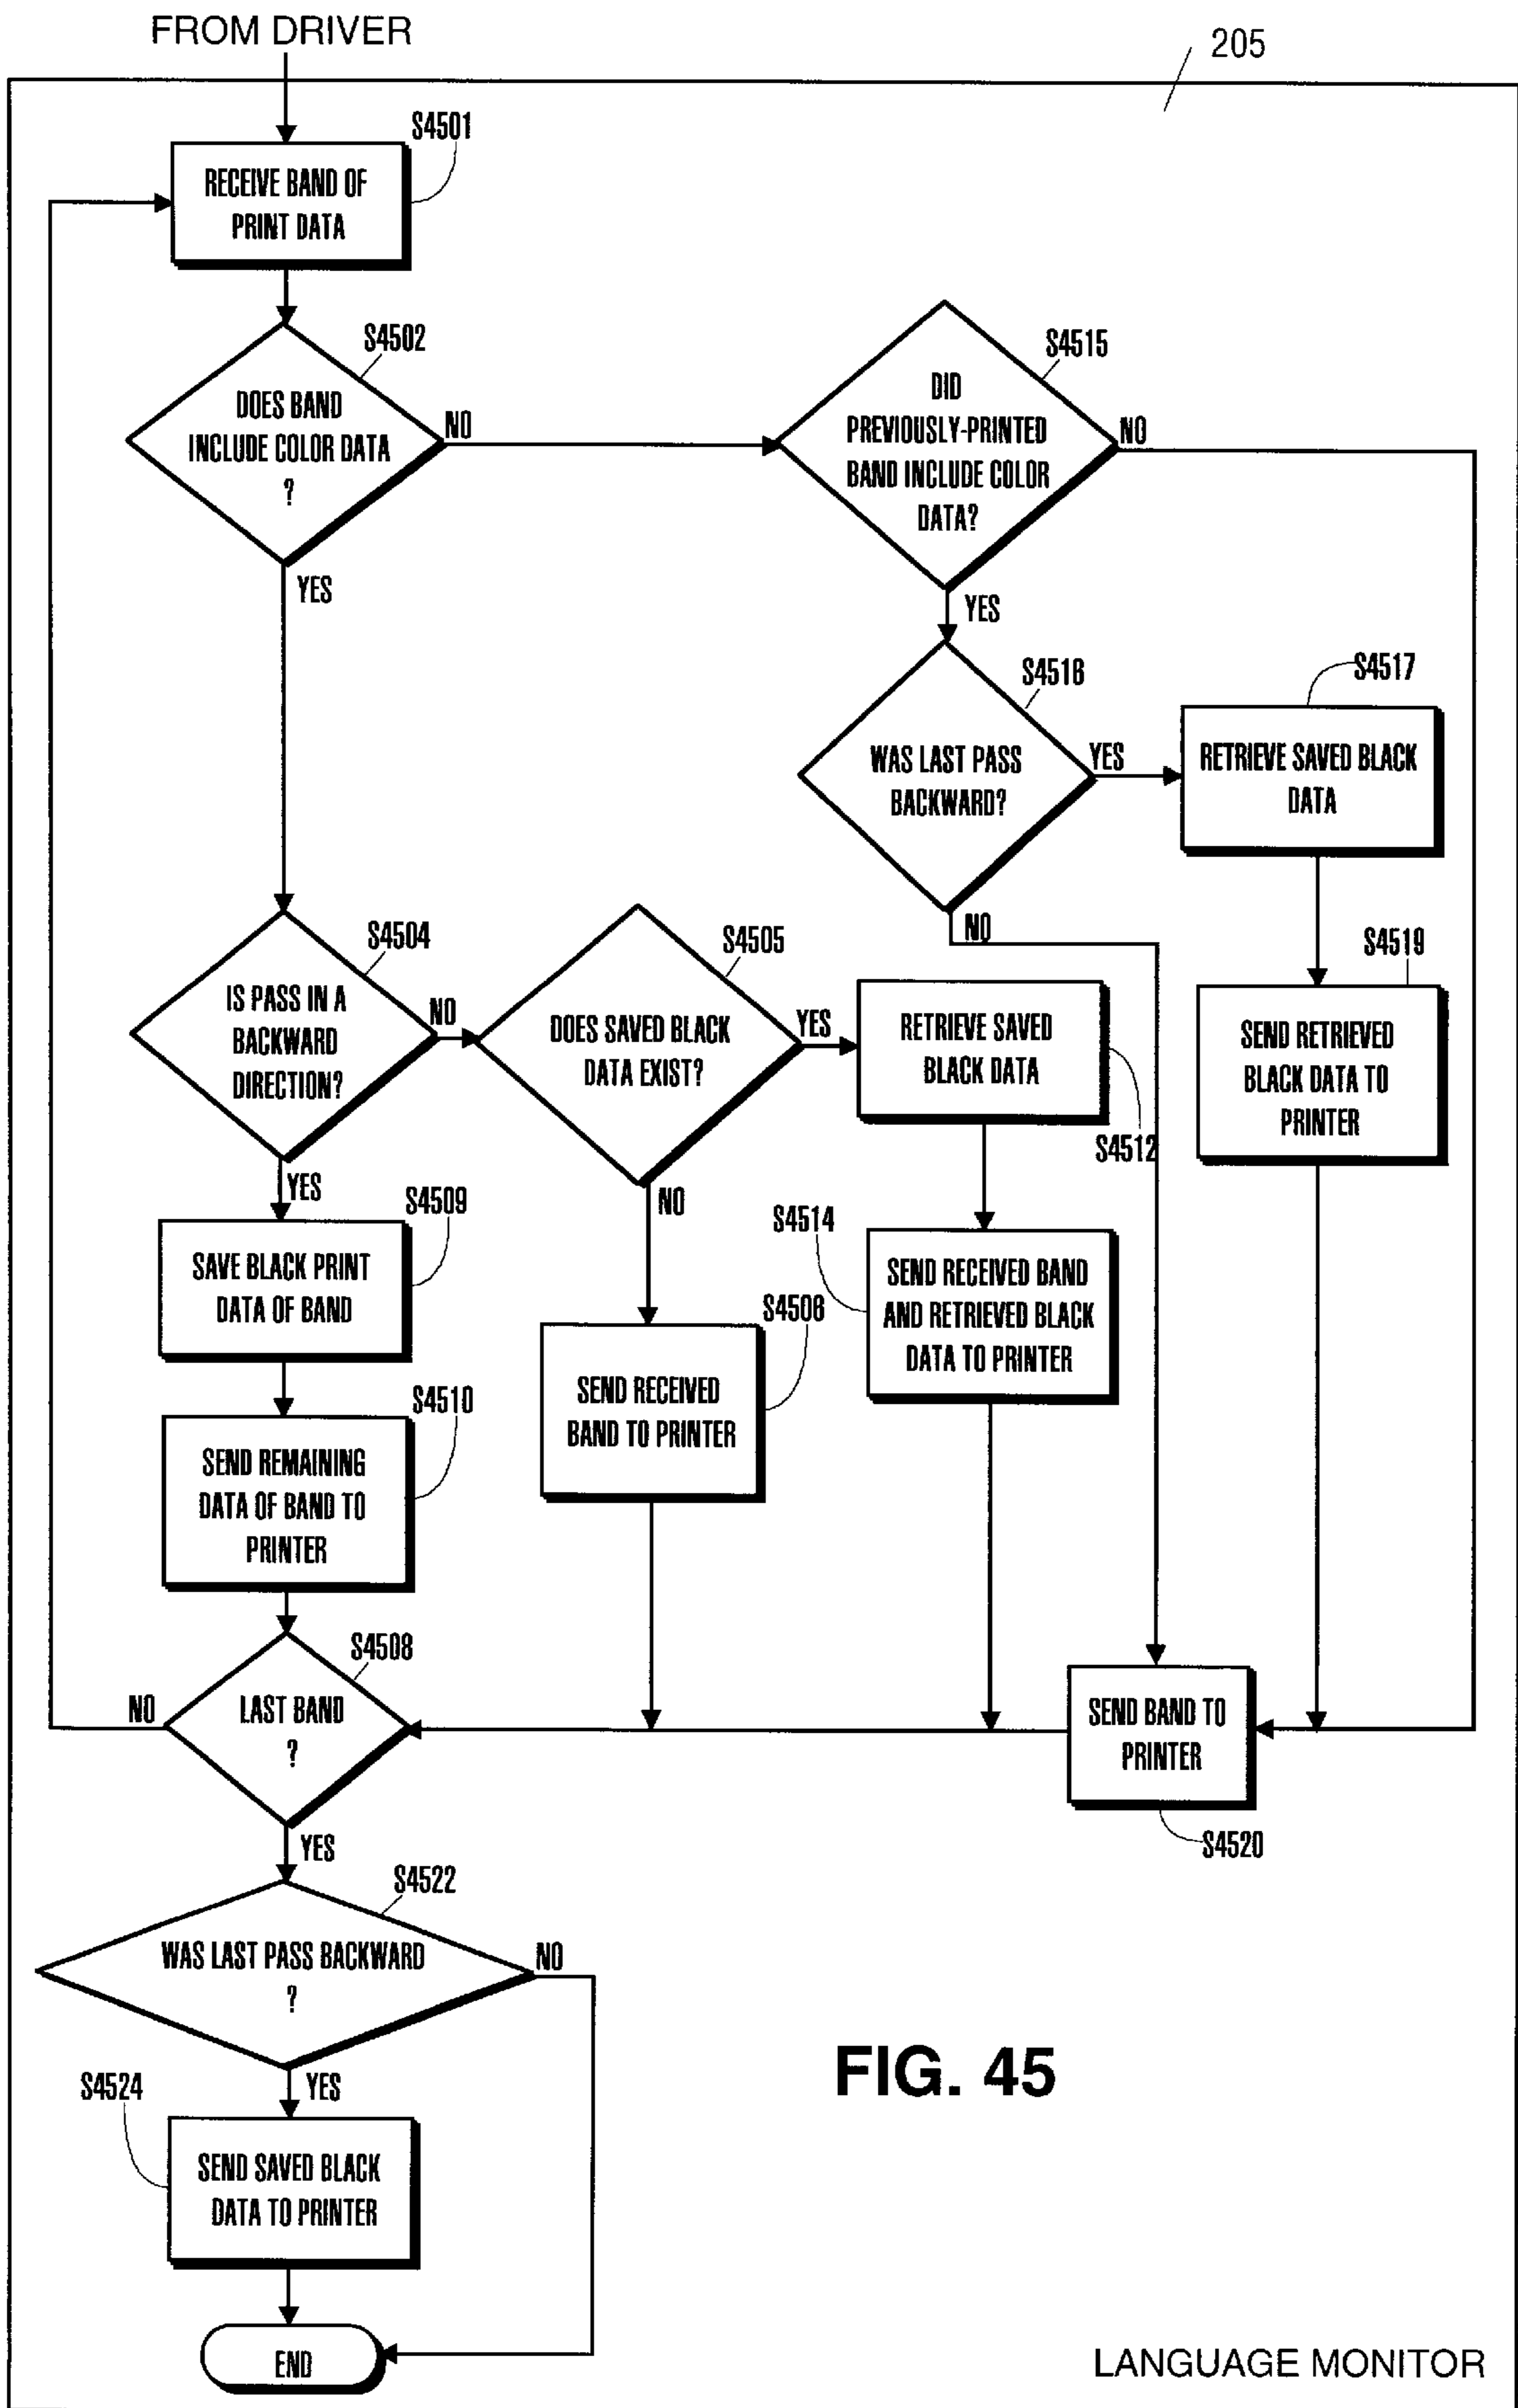 FROM DRIVER
205
S4501
RECEIVE BAND OF
PRINT DATA
S4502
DOES BAND
INCLUDE COLOR DATA
?
NO
YES
S4515
DID
PREVIOUSLY-PRINTED
BAND INCLUDE COLOR
DATA?
NO
YES
S4516
WAS LAST PASS
BACKWARD?
YES
NO
S4517
RETRIEVE SAVED BLACK
DATA
S4519
SEND RETRIEVED
BLACK DATA TO
PRINTER
S4504
IS PASS IN A
BACKWARD
DIRECTION?
NO
YES
S4505
DOES SAVED BLACK
DATA EXIST?
YES
NO
RETRIEVE SAVED
BLACK DATA
S4512
S4509
SAVE BLACK PRINT
DATA OF BAND
S4514
SEND RECEIVED BAND
AND RETRIEVED BLACK
DATA TO PRINTER
S4506
SEND RECEIVED
BAND TO PRINTER
S4510
SEND REMAINING
DATA OF BAND TO
PRINTER
S4508
LAST BAND
?
NO
YES
SEND BAND TO
PRINTER
S4520
S4522
WAS LAST PASS BACKWARD
?
NO
YES
S4524
SEND SAVED BLACK
DATA TO PRINTER
END
FIG. 45
LANGUAGE MONITOR